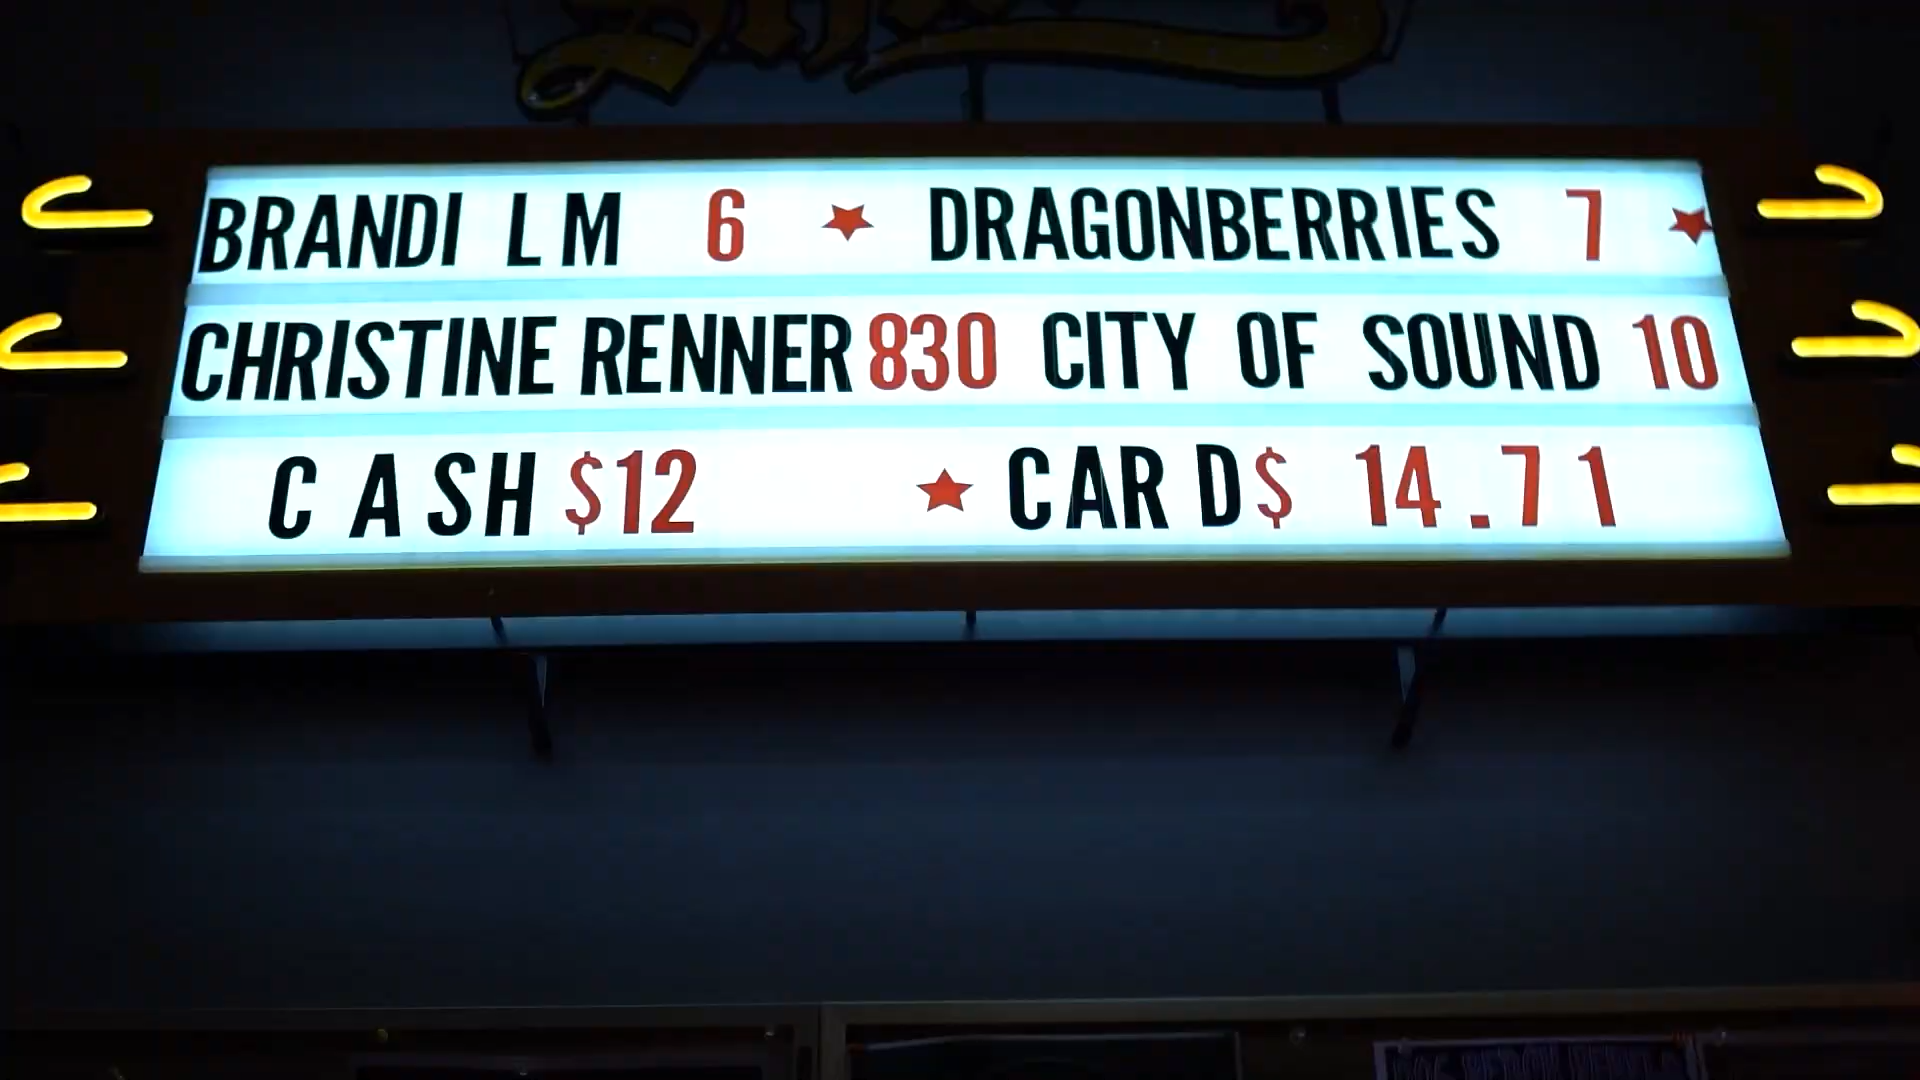 BRANDI LM 6 ★ DRAGONBERRIES 7 ★
CHRISTINE RENNER 830 CITY OF SOUND 10
CASH $12 ★ CARD $ 14.71